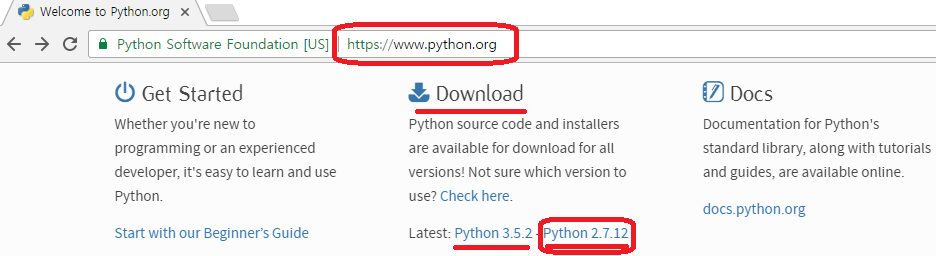 Welcome to Python.org
Python Software Foundation [US]
https://www.python.org
Get Started
Whether you're new to
programming or an experienced
developer, it's easy to learn and use
Python.
Start with our Beginner's Guide
Download
Python source code and installers
are available for download for all
versions! Not sure which version to
use? Check here.
Latest: Python 3.5.2 - Python 2.7.12
Docs
Documentation for Python's
standard library, along with tutorials
and guides, are available online.
docs.python.org